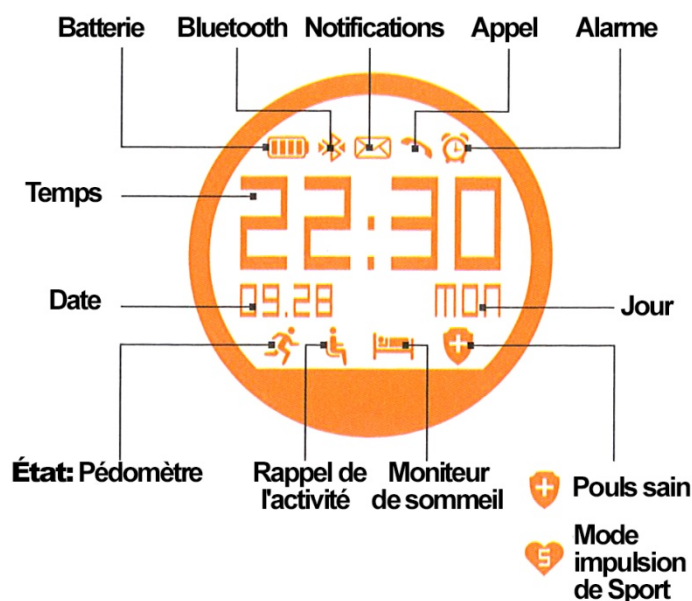 Batterie Bluetooth Notifications Appel Alarme
Temps
22:30
Date
09.28 MON
Jour
État: Pédomètre
Rappel de
l'activité
Moniteur
de sommeil
Pouls sain
S
Mode
impulsion
de Sport